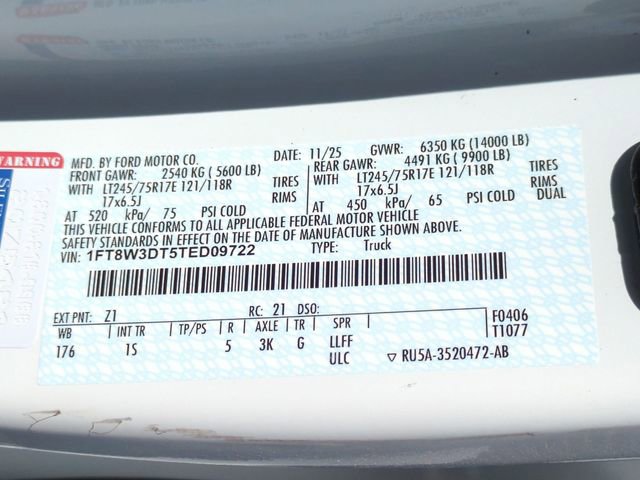 WARNING
MFD. BY FORD MOTOR CO.
DATE: 11/25 GVWR: 6350 KG (14000 LB)
FRONT GAWR: 2540 KG (5600 LB)
REAR GAWR: 4491 KG (9900 LB)
WITH LT245/75R17E 121/118R TIRES
WITH LT245/75R17E 121/118R TIRES
17x6.5J RIMS
17x6.5J RIMS DUAL
AT 520 kPa/ 75 PSI COLD
AT 450 kPa/ 65 PSI COLD
THIS VEHICLE CONFORMS TO ALL APPLICABLE FEDERAL MOTOR VEHICLE
SAFETY STANDARDS IN EFFECT ON THE DATE OF MANUFACTURE SHOWN ABOVE.
VIN: 1FT8W3DT5TED09722 TYPE: Truck
EXT PNT: Z1 RC: 21 DSO:
WB INT TR TP/PS R AXLE TR SPR
176 1S 5 3K G LLFF
ULC
F0406
T1077
RU5A-3520472-AB